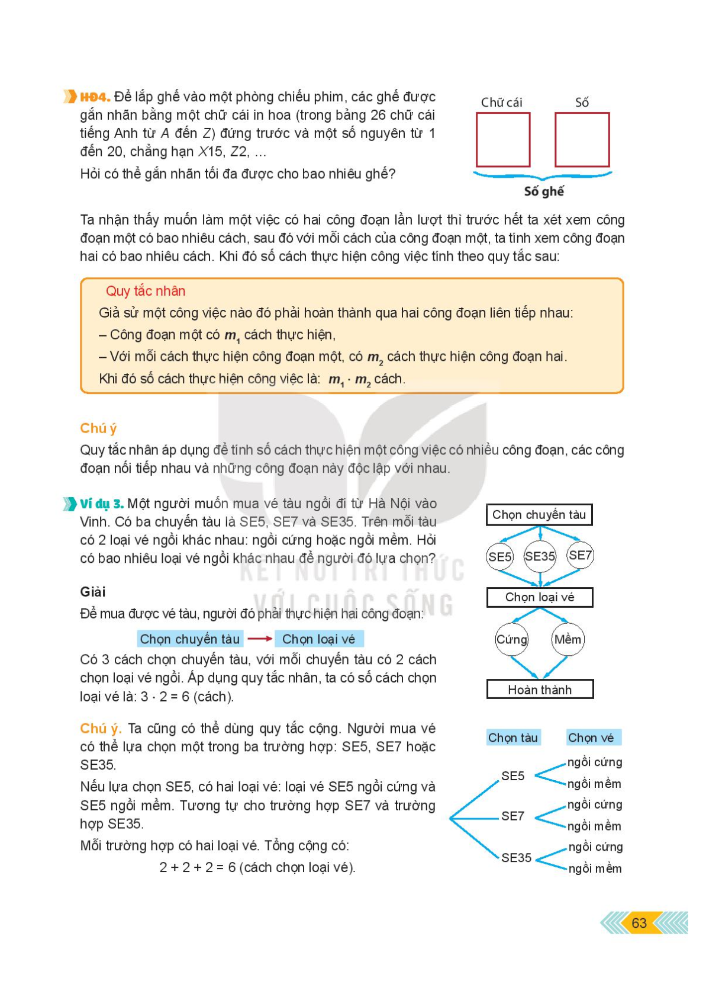 HĐ4. Để lắp ghế vào một phòng chiếu phim, các ghế được
gắn nhãn bằng một chữ cái in hoa (trong bảng 26 chữ cái
tiếng Anh từ A đến Z) đứng trước và một số nguyên từ 1
đến 20, chẳng hạn X15, Z2, ...
Hỏi có thể gắn nhãn tối đa được cho bao nhiêu ghế?
Chữ cái
Số
Số ghế
Ta nhận thấy muốn làm một việc có hai công đoạn lần lượt thì trước hết ta xét xem công
đoạn một có bao nhiêu cách, sau đó với mỗi cách của công đoạn một, ta tính xem công đoạn
hai có bao nhiêu cách. Khi đó số cách thực hiện công việc tính theo quy tắc sau:
Quy tắc nhân
Giả sử một công việc nào đó phải hoàn thành qua hai công đoạn liên tiếp nhau:
– Công đoạn một có m₁ cách thực hiện,
– Với mỗi cách thực hiện công đoạn một, có m₂ cách thực hiện công đoạn hai.
Khi đó số cách thực hiện công việc là: m₁ · m₂ cách.
Chú ý
Quy tắc nhân áp dụng để tính số cách thực hiện một công việc có nhiều công đoạn, các công
đoạn nối tiếp nhau và những công đoạn này độc lập với nhau.
Ví dụ 3. Một người muốn mua vé tàu ngồi đi từ Hà Nội vào
Vinh. Có ba chuyến tàu là SE5, SE7 và SE35. Trên mỗi tàu
có 2 loại vé ngồi khác nhau: ngồi cứng hoặc ngồi mềm. Hỏi
có bao nhiêu loại vé ngồi khác nhau để người đó lựa chọn?
KẾT NỐI TRI THỨC
VỚI CUỘC SỐNG
Giải
Để mua được vé tàu, người đó phải thực hiện hai công đoạn:
Chọn chuyến tàu
Chọn loại vé
Có 3 cách chọn chuyến tàu, với mỗi chuyến tàu có 2 cách
chọn loại vé ngồi. Áp dụng quy tắc nhân, ta có số cách chọn
loại vé là: 3 · 2 = 6 (cách).
Chọn chuyến tàu
SE5
SE35
SE7
Chọn loại vé
Cứng
Mềm
Hoàn thành
Chú ý. Ta cũng có thể dùng quy tắc cộng. Người mua vé
có thể lựa chọn một trong ba trường hợp: SE5, SE7 hoặc
SE35.
Nếu lựa chọn SE5, có hai loại vé: loại vé SE5 ngồi cứng và
SE5 ngồi mềm. Tương tự cho trường hợp SE7 và trường
hợp SE35.
Mỗi trường hợp có hai loại vé. Tổng cộng có:
2 + 2 + 2 = 6 (cách chọn loại vé).
Chọn tàu
Chọn vé
SE5
ngồi cứng
ngồi mềm
SE7
ngồi cứng
ngồi mềm
SE35
ngồi cứng
ngồi mềm
63